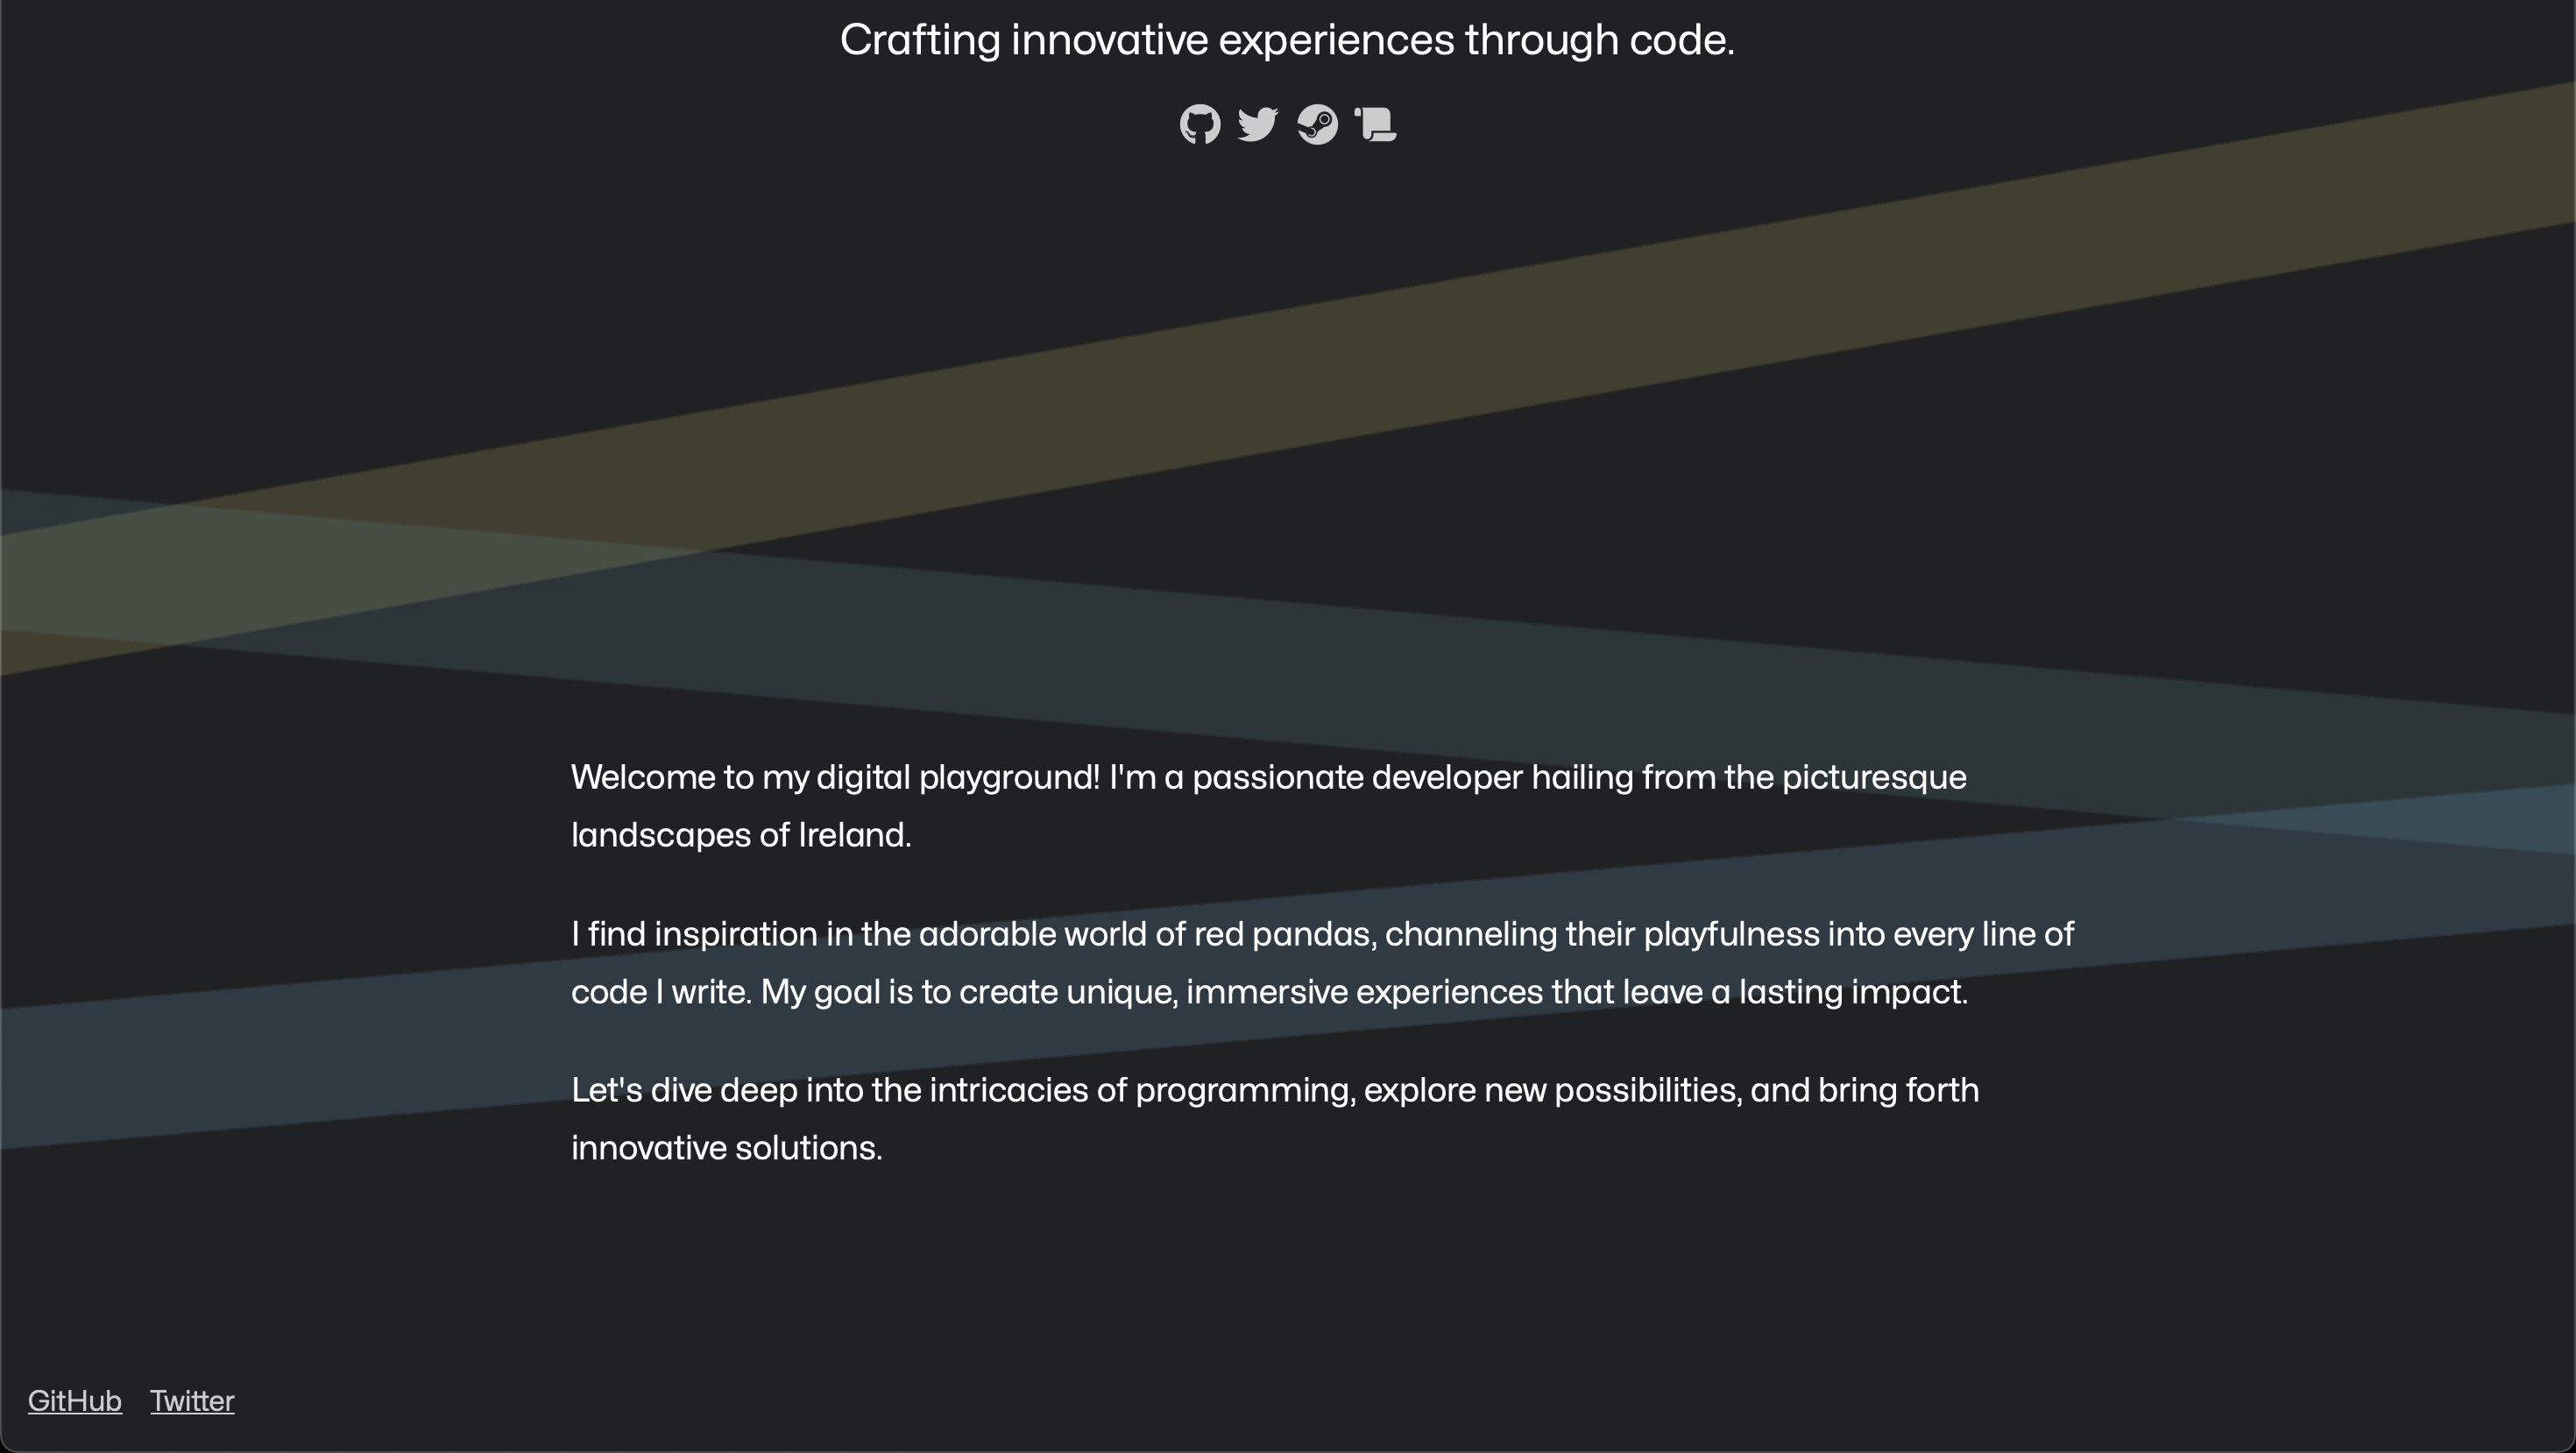 Crafting innovative experiences through code.
Welcome to my digital playground! I'm a passionate developer hailing from the picturesque
landscapes of Ireland.
I find inspiration in the adorable world of red pandas, channeling their playfulness into every line of
code I write. My goal is to create unique, immersive experiences that leave a lasting impact.
Let's dive deep into the intricacies of programming, explore new possibilities, and bring forth
innovative solutions.
GitHub Twitter